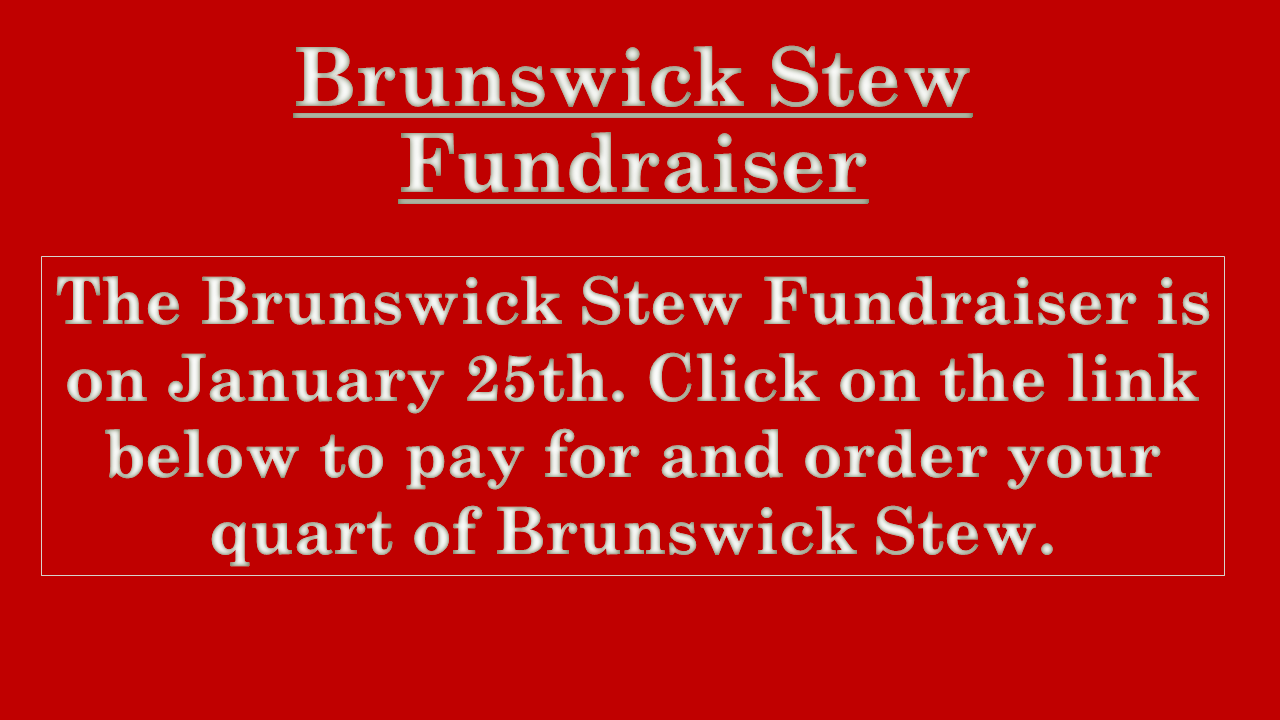 Brunswick Stew
Fundraiser
The Brunswick Stew Fundraiser is
on January 25th. Click on the link
below to pay for and order your
quart of Brunswick Stew.